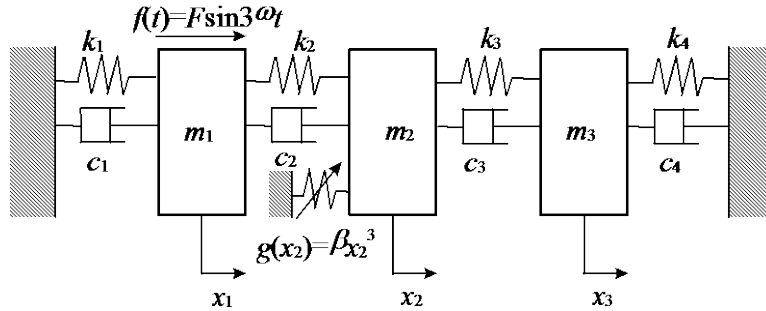 f(t)=Fsin3ωt
k₁ k₂ k₃ k₄
m₁ m₂ m₃
c₁ c₂ c₃ c₄
g(x₂)=βx₂³
x₁ x₂ x₃